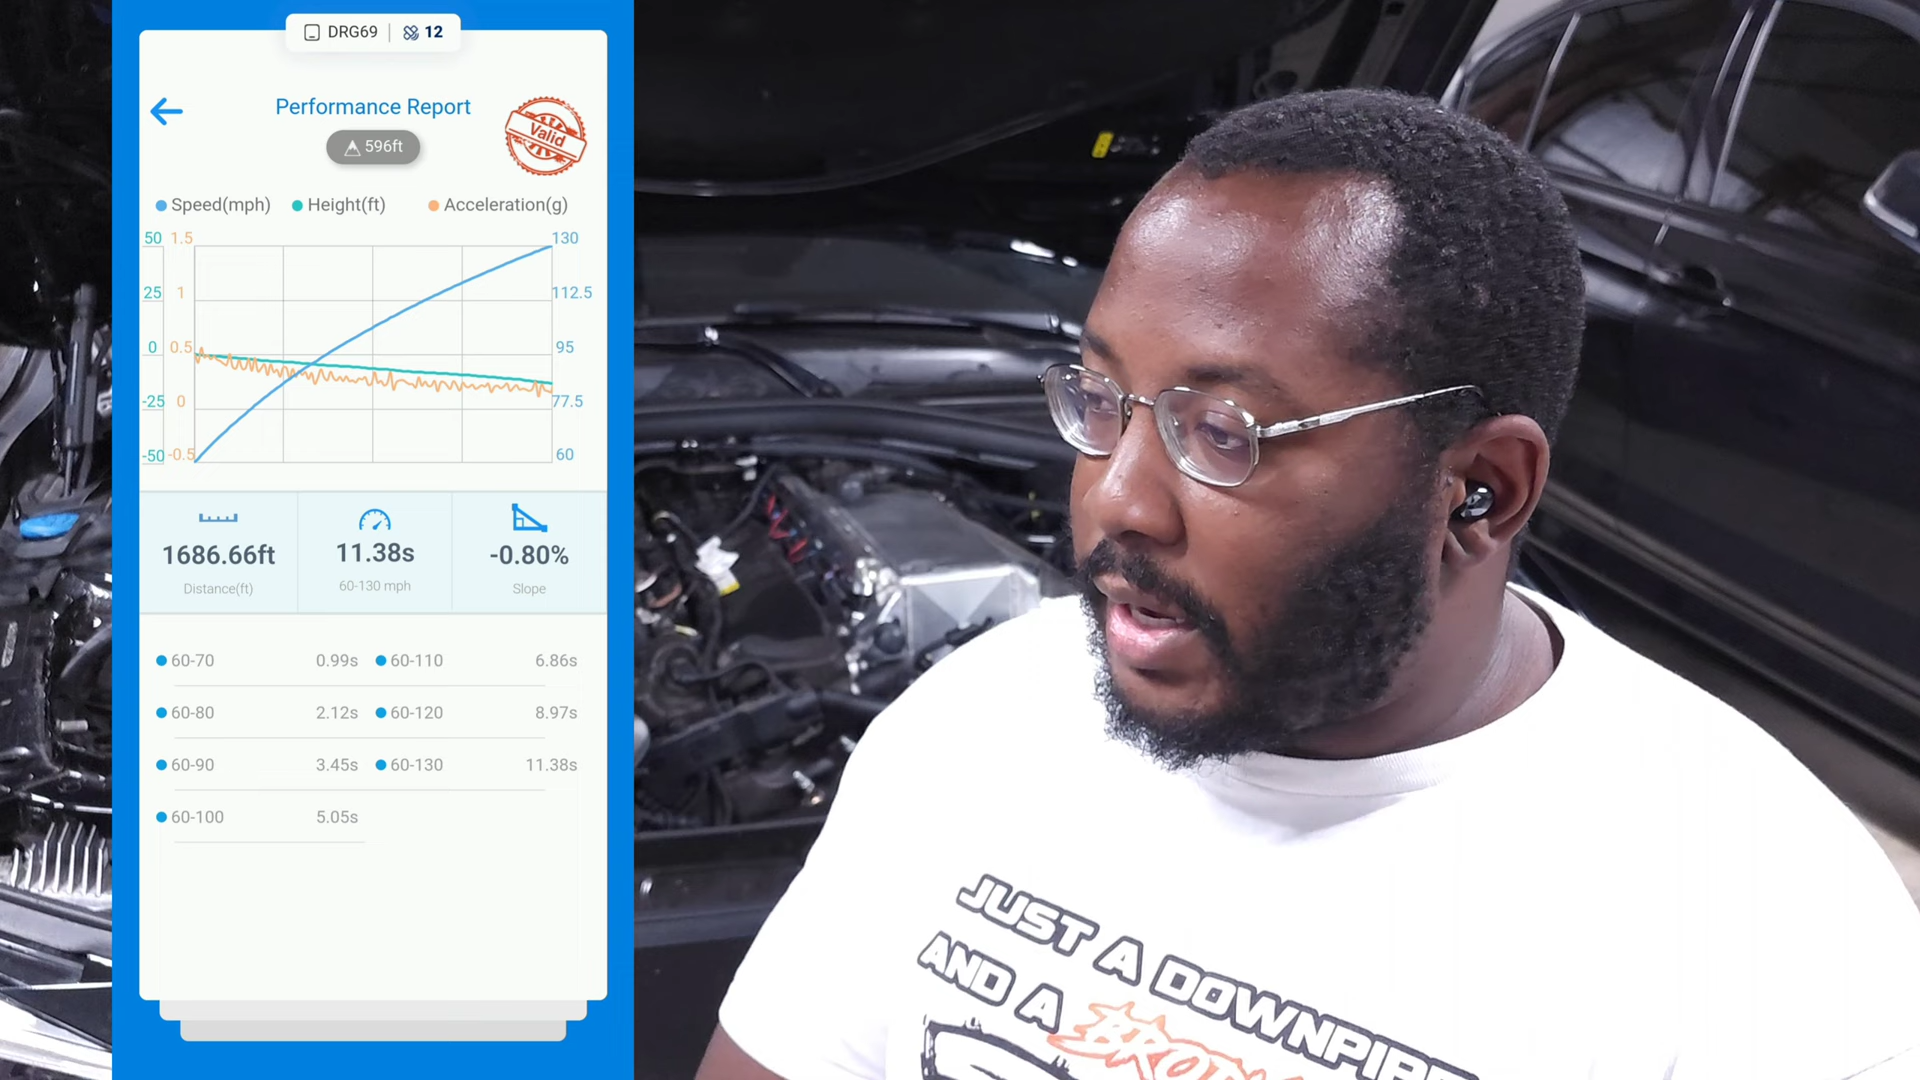 DRG69 12
Performance Report
596ft
Valid
Speed(mph) Height(ft) Acceleration(g)
50 1.5 130
25 1 112.5
0 0.5 95
-25 0 77.5
-50 -0.5 60
1686.66ft 11.38s -0.80%
Distance(ft) 60-130 mph Slope
60-70 0.99s 60-110 6.86s
60-80 2.12s 60-120 8.97s
60-90 3.45s 60-130 11.38s
60-100 5.05s
JUST A DOWNPIPE
AND A